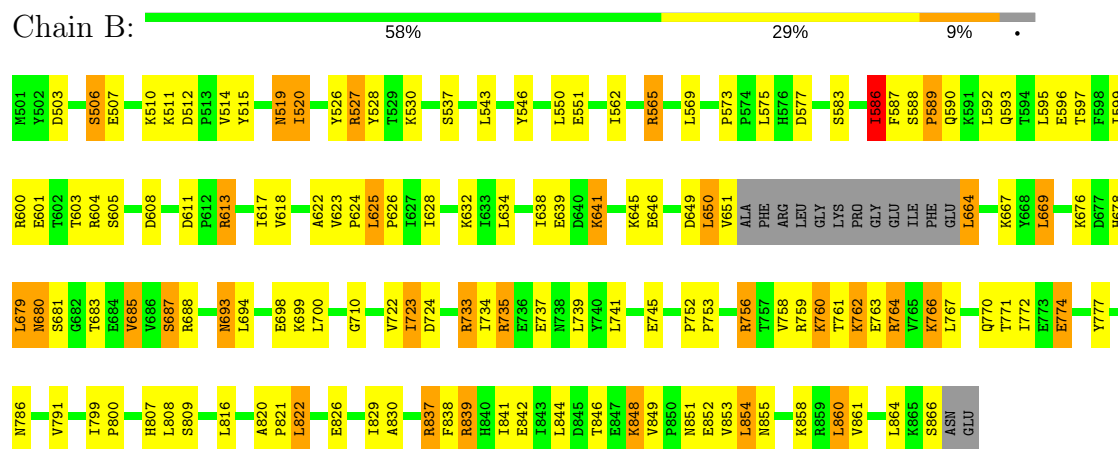 Chain B:
58% 29% 9% •
M501 Y502 D503 S506 E507 K510 K511 D512 P513 V514 Y515 N519 I520 Y526 R527 Y528 T529 K530 S537 L543 Y546 L550 E551 I562 R565 L569 P573 P574 L575 H576 D577 S583 I586 F587 S588 P589 Q590 K591 L592 Q593 T594 L595 E596 T597 F598 I599
R600 E601 T602 T603 R604 S605 D608 D611 P612 R613 I617 V618 A622 V623 P624 L625 P626 I627 I628 K632 I633 L634 I638 E639 D640 K641 K645 E646 D649 L650 V651 ALA PHE ARG LEU GLY LYS PRO GLY GLU ILE PHE GLU L664 K667 Y668 L669 K676 D677 H678
L679 N680 S681 G682 T683 E684 V685 V686 S687 R688 N693 L694 E698 K699 L700 G710 V722 I723 D724 R733 I734 R735 E736 E737 N738 L739 Y740 L741 E745 P752 P753 R756 T757 V758 R759 K760 T761 K762 E763 R764 V765 K766 L767 Q770 T771 I772 E773 E774 Y777
N786 V791 I799 P800 H807 L808 S809 L816 A820 P821 L822 E826 I829 A830 R837 F838 R839 H840 I841 E842 I843 L844 D845 T846 E847 K848 V849 P850 N851 E852 V853 L854 N855 K858 R859 L860 V861 L864 K865 S866 ASN GLU